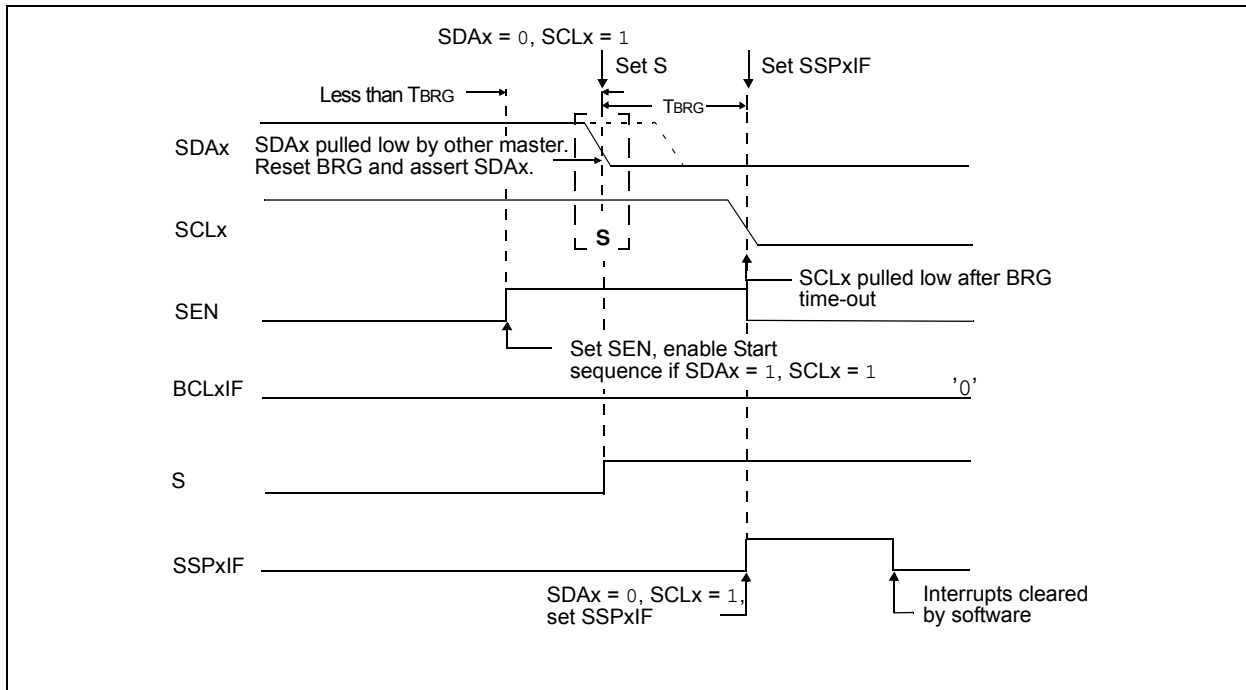 SDAx = 0, SCLx = 1
Set S
Set SSPxIF
Less than TBRG
TBRG
SDAx
SDAx pulled low by other master.
Reset BRG and assert SDAx.
SCLx
S
SCLx pulled low after BRG
time-out
SEN
Set SEN, enable Start
sequence if SDAx = 1, SCLx = 1
BCLxIF
'0'
S
SSPxIF
SDAx = 0, SCLx = 1,
set SSPxIF
Interrupts cleared
by software